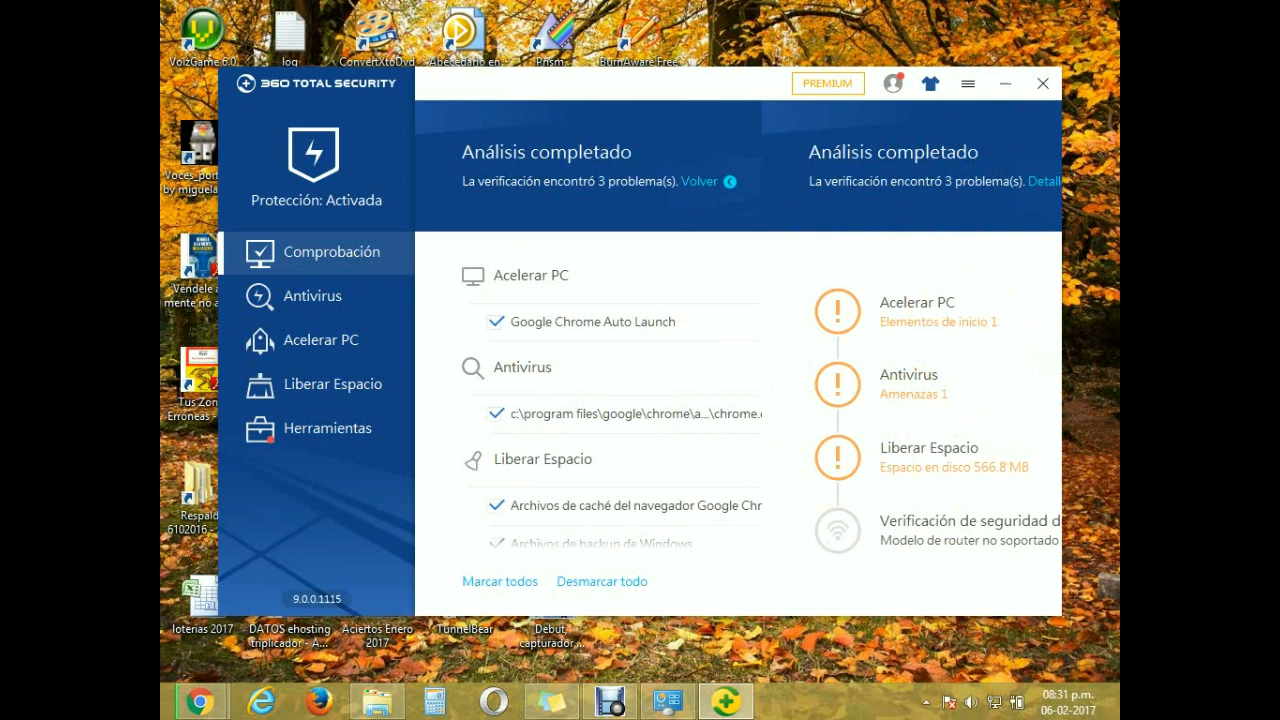 VoizGame 6.0
log
ConvertXtoDvd
Apecedario en
Prism
BurnAware Free
360 TOTAL SECURITY
PREMIUM
Protección: Activada
Comprobación
Antivirus
Acelerar PC
Liberar Espacio
Herramientas
9.0.0.1115
Análisis completado
La verificación encontró 3 problema(s). Volver
Acelerar PC
Google Chrome Auto Launch
Antivirus
c:\program files\google\chrome\a...\chrome.e
Liberar Espacio
Archivos de caché del navegador Google Chr
Archivos de backup de Windows
Marcar todos Desmarcar todo
Análisis completado
La verificación encontró 3 problema(s). Detall
Acelerar PC
Elementos de inicio 1
Antivirus
Amenazas 1
Liberar Espacio
Espacio en disco 566.8 MB
Verificación de seguridad d
Modelo de router no soportado
Voces_por
by miguela
Véndele a
mente no a
Tus Zon
Erróneas -
Respald
6102016 -
loterias 2017
DATOS ehosting
triplicador - A...
Aciertos Enero
2017
TunnelBear
Debut,
capturador...
08:31 p.m.
06-02-2017